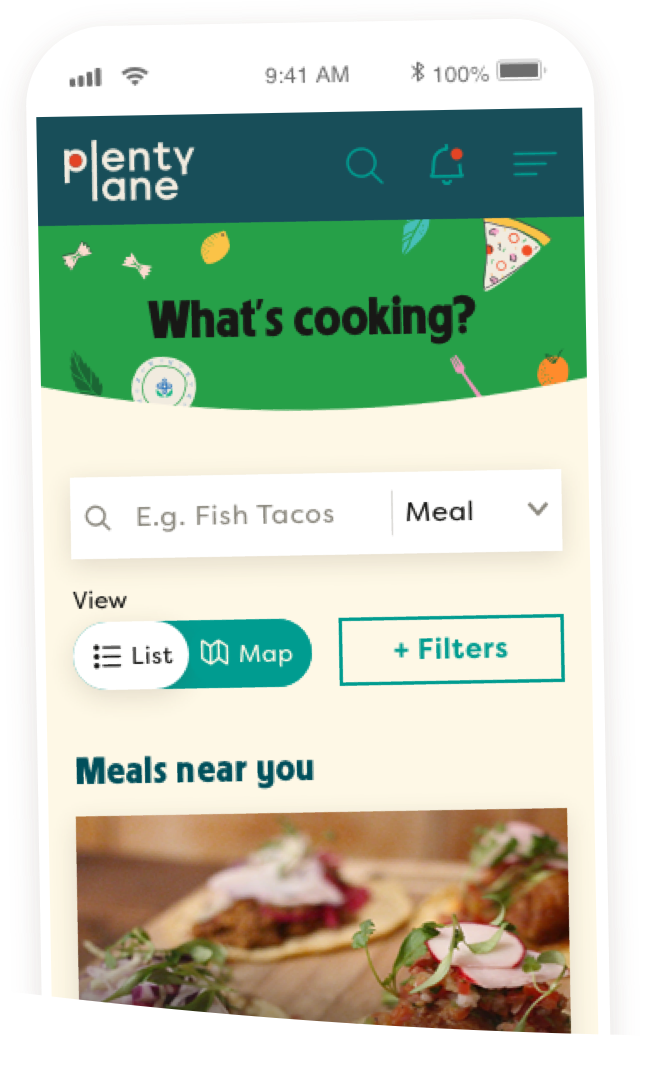 9:41 AM 100%
plenty
lane
What's cooking?
E.g. Fish Tacos Meal
View
List Map + Filters
Meals near you